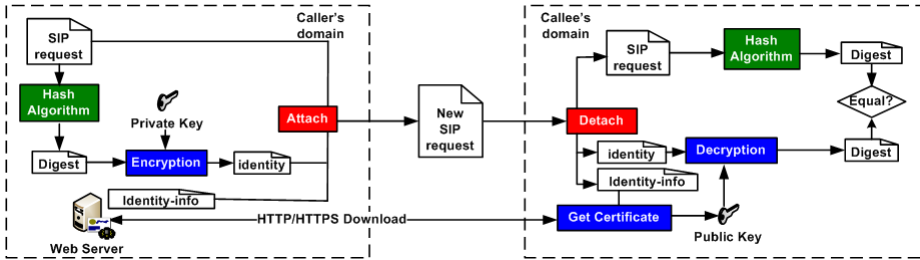 Caller's
domain
SIP
request
Hash
Algorithm
Private Key
Digest
Encryption
identity
Attach
Identity-info
Web Server
HTTP/HTTPS Download
New
SIP
request
Callee's
domain
SIP
request
Hash
Algorithm
Digest
Equal?
Detach
identity
Decryption
Digest
Identity-info
Get Certificate
Public Key